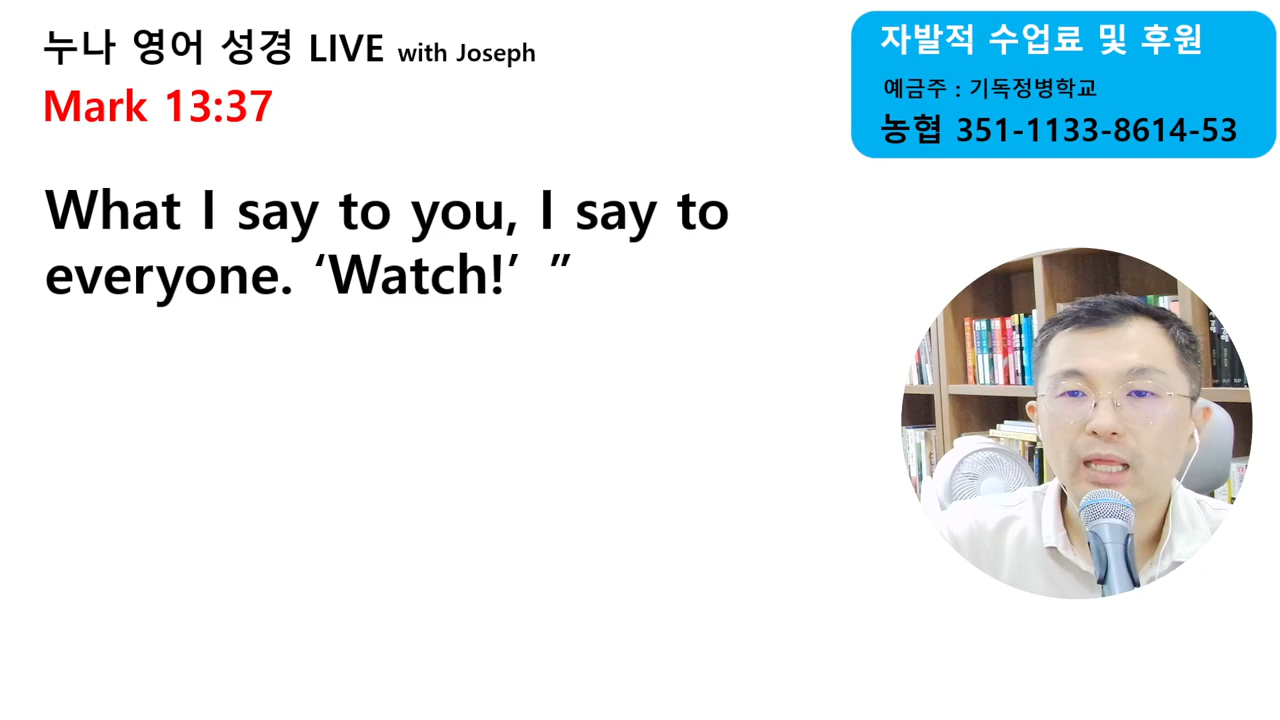 누나 영어 성경 LIVE with Joseph
Mark 13:37
자발적 수업료 및 후원
예금주 : 기독정병학교
농협 351-1133-8614-53
What I say to you, I say to
everyone. ‘Watch!’ ”